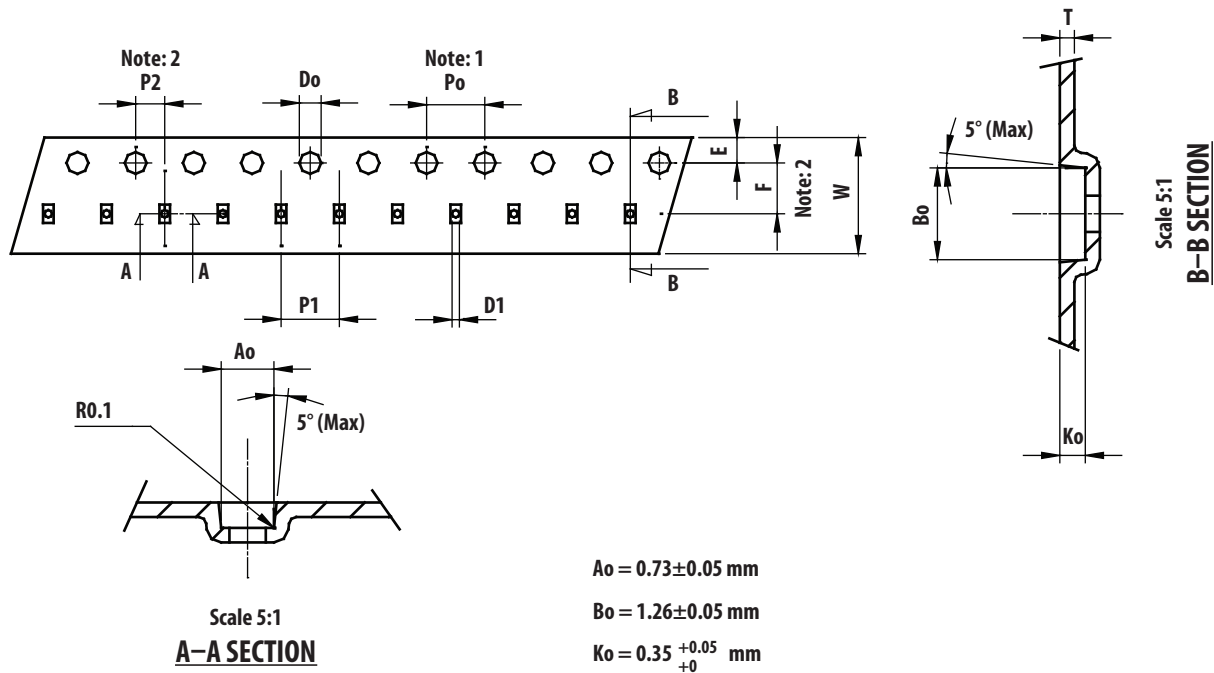 Note: 2
P2
Do
Note: 1
Po
B
E
F
Note: 2
W
A
A
P1
D1
B
T
5° (Max)
Bo
Ko
Scale 5:1
B–B SECTION
Ao
R0.1
5° (Max)
Scale 5:1
A–A SECTION
Ao = 0.73±0.05 mm
Bo = 1.26±0.05 mm
Ko = 0.35 +0.05 +0 mm